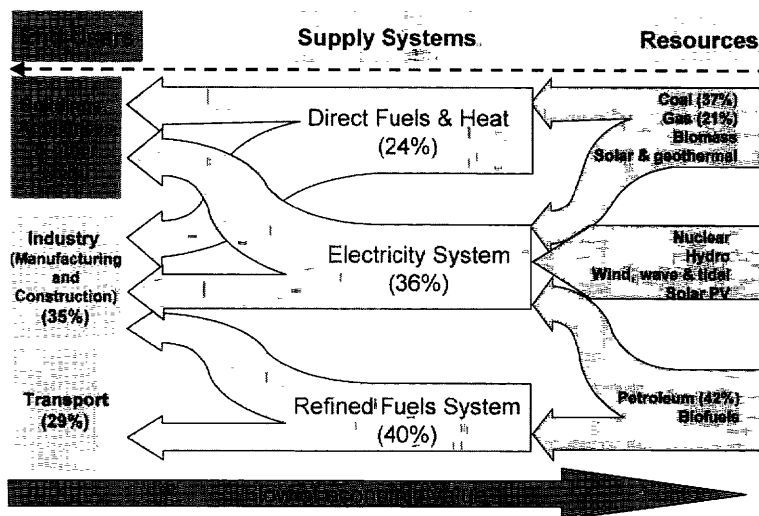 Supply Systems
Resources
Direct Fuels & Heat
(24%)
Coal (37%)
Gas (21%)
Biomass
Solar & geothermal
Industry
(Manufacturing
and
Construction)
(35%)
Electricity System
(36%)
Nuclear
Hydro
Wind, wave & tidal
Solar PV
Transport
(29%)
Refined Fuels System
(40%)
Petroleum (42%)
Biofuels